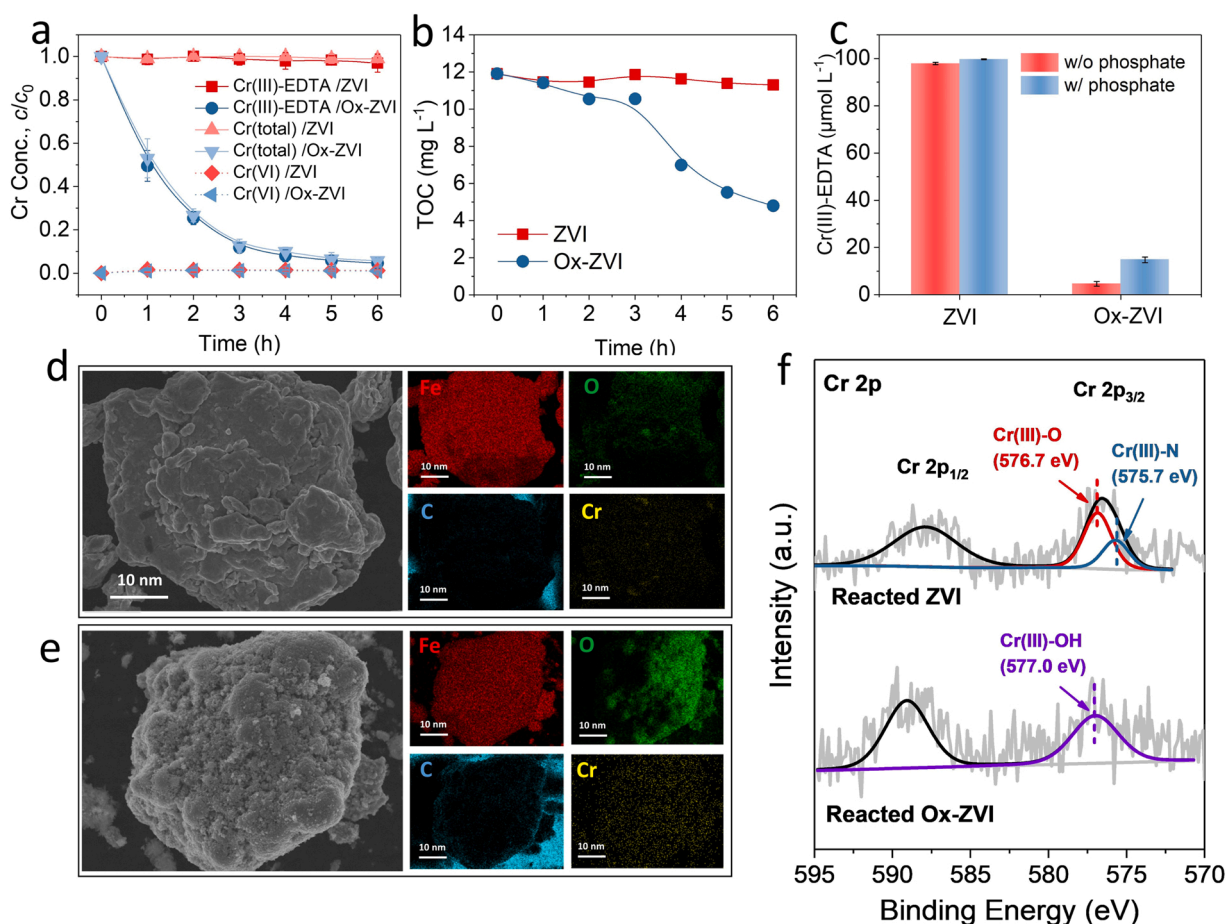 a
Cr Conc., c/c0
1.0
0.8
0.6
0.4
0.2
0.0
Cr(III)-EDTA /ZVI
Cr(III)-EDTA /Ox-ZVI
Cr(total) /ZVI
Cr(total) /Ox-ZVI
Cr(VI) /ZVI
Cr(VI) /Ox-ZVI
0 1 2 3 4 5 6
Time (h)
b
TOC (mg L-1)
14
12
10
8
6
4
2
0
ZVI
Ox-ZVI
0 1 2 3 4 5 6
Time (h)
c
Cr(III)-EDTA (μmol L-1)
100
80
60
40
20
0
w/o phosphate
w/ phosphate
ZVI Ox-ZVI
d
10 nm
Fe
10 nm
O
10 nm
C
10 nm
Cr
10 nm
e
Fe
10 nm
O
10 nm
C
10 nm
Cr
10 nm
f
Cr 2p
Cr 2p3/2
Cr(III)-O
(576.7 eV)
Cr(III)-N
(575.7 eV)
Cr 2p1/2
Reacted ZVI
Cr(III)-OH
(577.0 eV)
Reacted Ox-ZVI
Intensity (a.u.)
595 590 585 580 575 570
Binding Energy (eV)